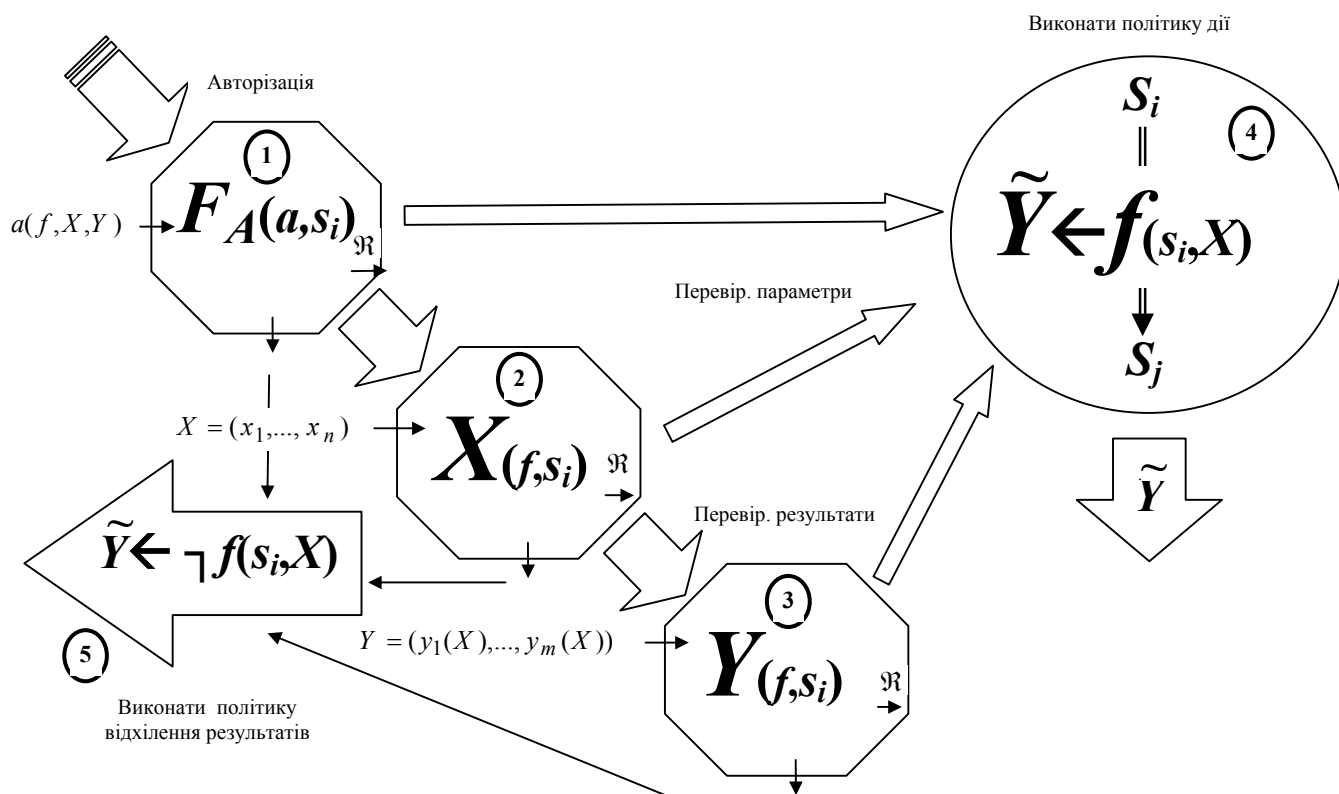 Виконати політику дії
Авторізація
S_i
4
1
a(f,X,Y)
F_A(a,s_i)
ℜ
Ỹ←f(s_i,X)
Перевір. параметри
S_j
2
X=(x_1,...,x_n)
X(f,s_i)
ℜ
Ỹ
Перевір. результати
Ỹ← ┐f(s_i,X)
3
Y=(y_1(X),...,y_m(X))
5
Y(f,s_i)
ℜ
Виконати політику
відхілення результатів